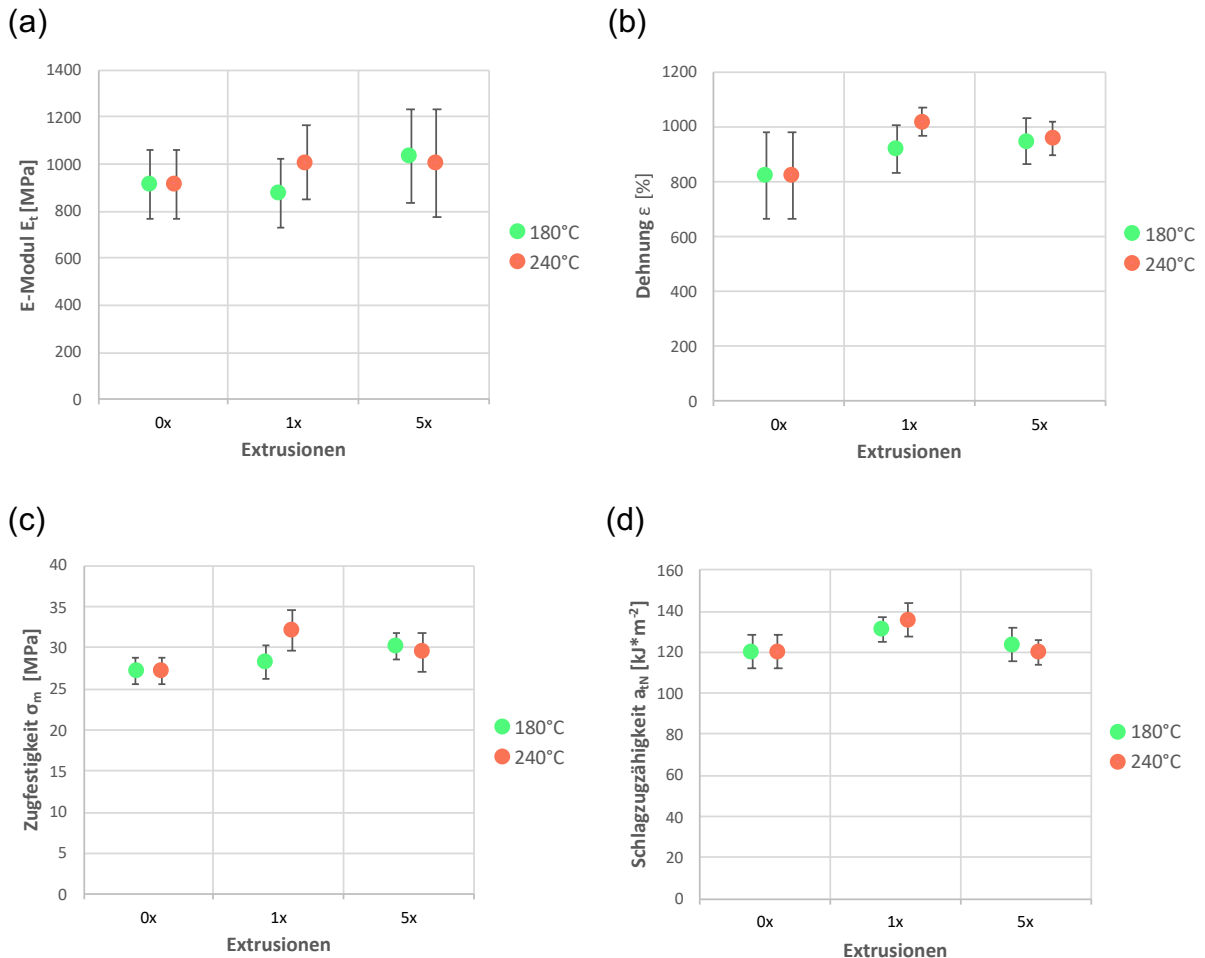 (a)
1400
1200
1000
800
600
400
200
0
E-Modul Et [MPa]
0x 1x 5x
Extrusionen
180°C
240°C
(b)
1200
1000
800
600
400
200
0
Dehnung ε [%]
0x 1x 5x
Extrusionen
180°C
240°C
(c)
40
35
30
25
20
15
10
5
0
Zugfestigkeit σm [MPa]
0x 1x 5x
Extrusionen
180°C
240°C
(d)
160
140
120
100
80
60
40
20
0
Schlagzugzähigkeit atN [kJ*m-2]
0x 1x 5x
Extrusionen
180°C
240°C